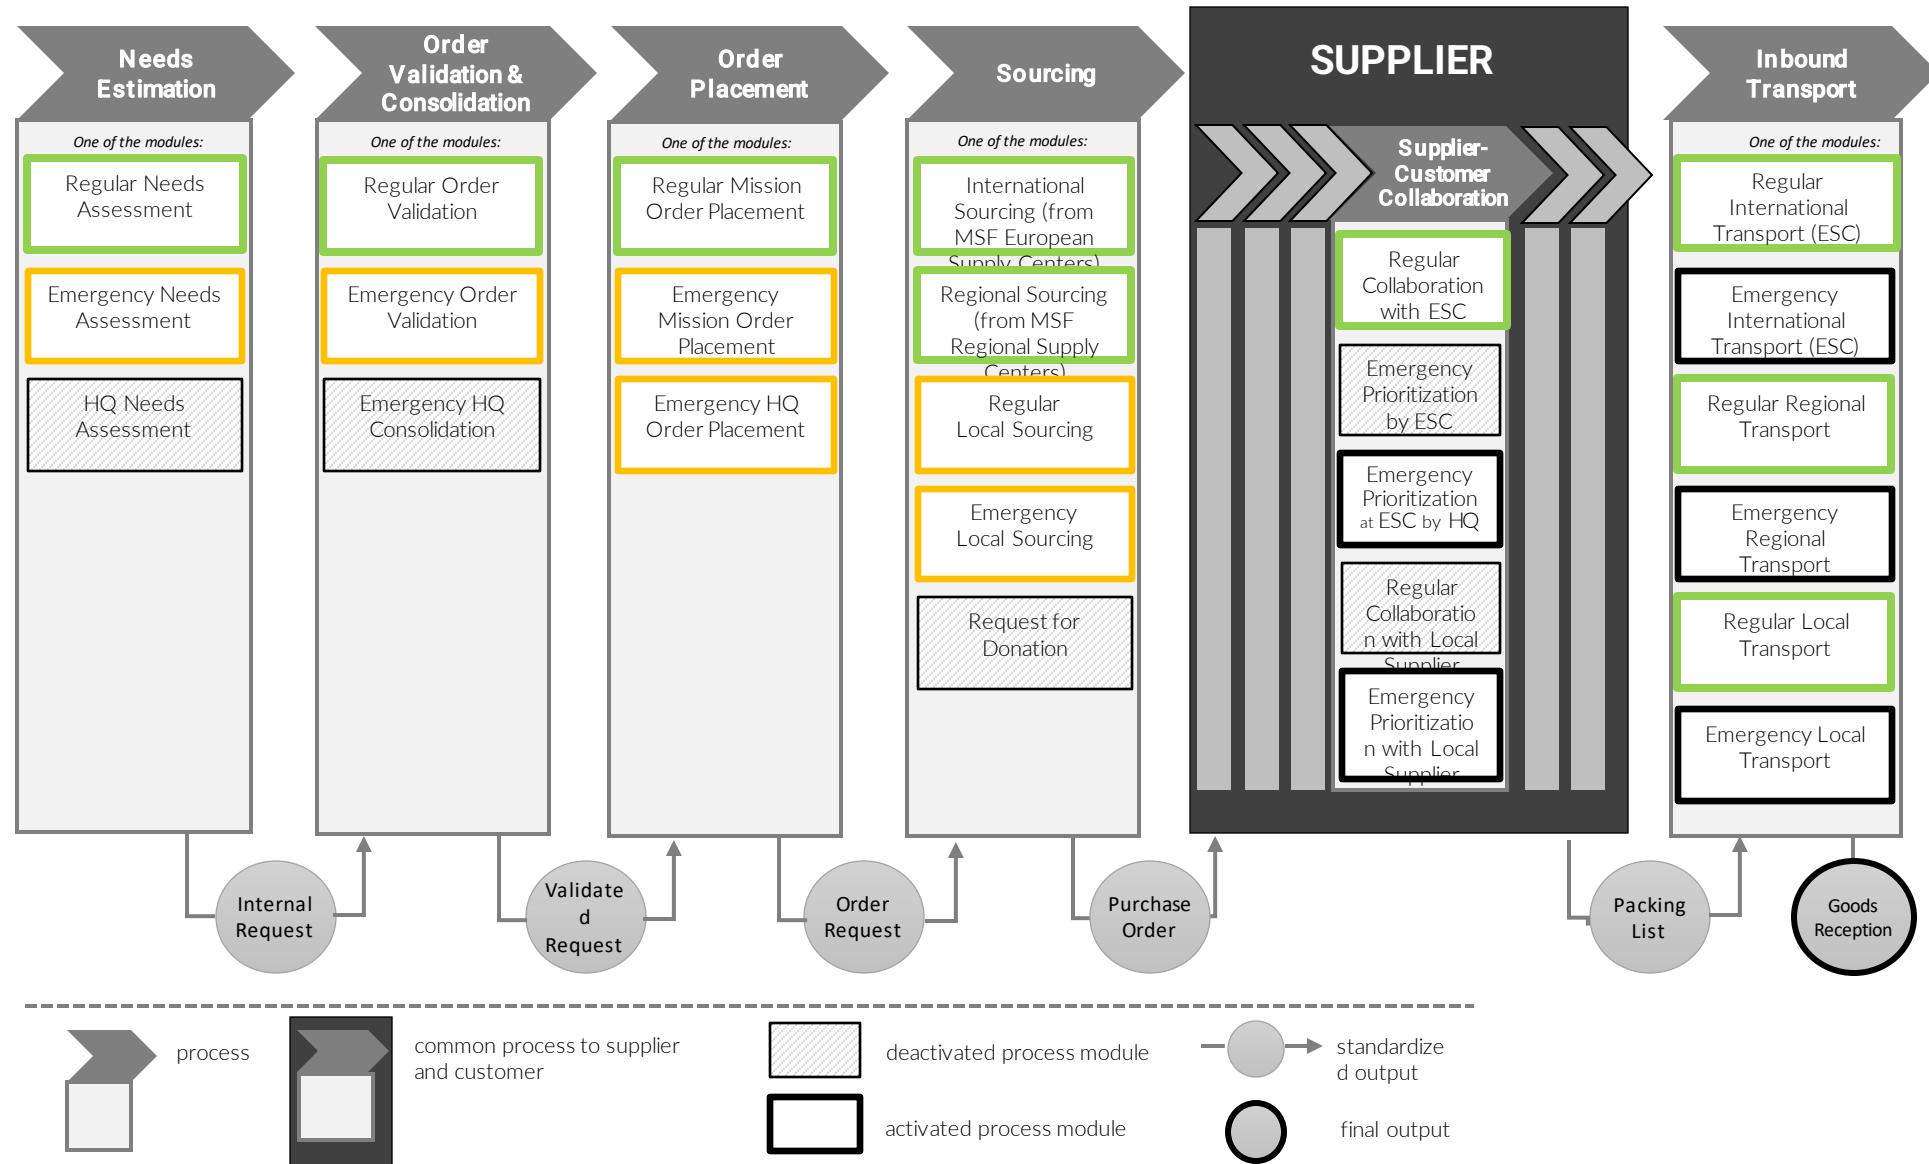 Needs
Estimation
Order
Validation &
Consolidation
Order
Placement
Sourcing
SUPPLIER
Supplier-
Customer
Collaboration
Inbound
Transport
One of the modules:
Regular Needs
Assessment
Emergency Needs
Assessment
HQ Needs
Assessment
One of the modules:
Regular Order
Validation
Emergency Order
Validation
Emergency HQ
Consolidation
One of the modules:
Regular Mission
Order Placement
Emergency
Mission Order
Placement
Emergency HQ
Order Placement
One of the modules:
International
Sourcing (from
MSF European
Supply Centers)
Regional Sourcing
(from MSF
Regional Supply
Centers)
Regular
Local Sourcing
Emergency
Local Sourcing
Request for
Donation
Regular
Collaboration
with ESC
Emergency
Prioritization
by ESC
Emergency
Prioritization
at ESC by HQ
Regular
Collaboratio
n with Local
Supplier
Emergency
Prioritizatio
n with Local
Supplier
One of the modules:
Regular
International
Transport (ESC)
Emergency
International
Transport (ESC)
Regular Regional
Transport
Emergency
Regional
Transport
Regular Local
Transport
Emergency Local
Transport
Internal
Request
Validate
d
Request
Order
Request
Purchase
Order
Packing
List
Goods
Reception
process
common process to supplier
and customer
deactivated process module
activated process module
standardize
d output
final output